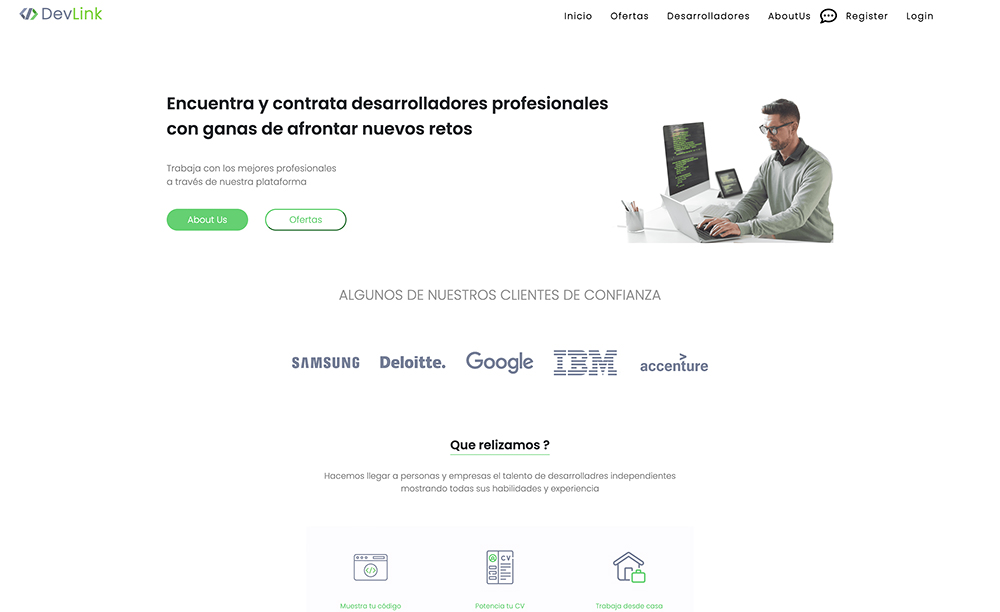 DevLink
Inicio Ofertas Desarrolladores AboutUs Register Login
Encuentra y contrata desarrolladores profesionales
con ganas de afrontar nuevos retos
Trabaja con los mejores profesionales
a través de nuestra plataforma
About Us Ofertas
ALGUNOS DE NUESTROS CLIENTES DE CONFIANZA
SAMSUNG Deloitte. Google IBM accenture
Que relizamos ?
Hacemos llegar a personas y empresas el talento de desarrolladres independientes
mostrando todas sus habilidades y experiencia
CV
Muestra tu código Potencia tu CV Trabaja desde casa